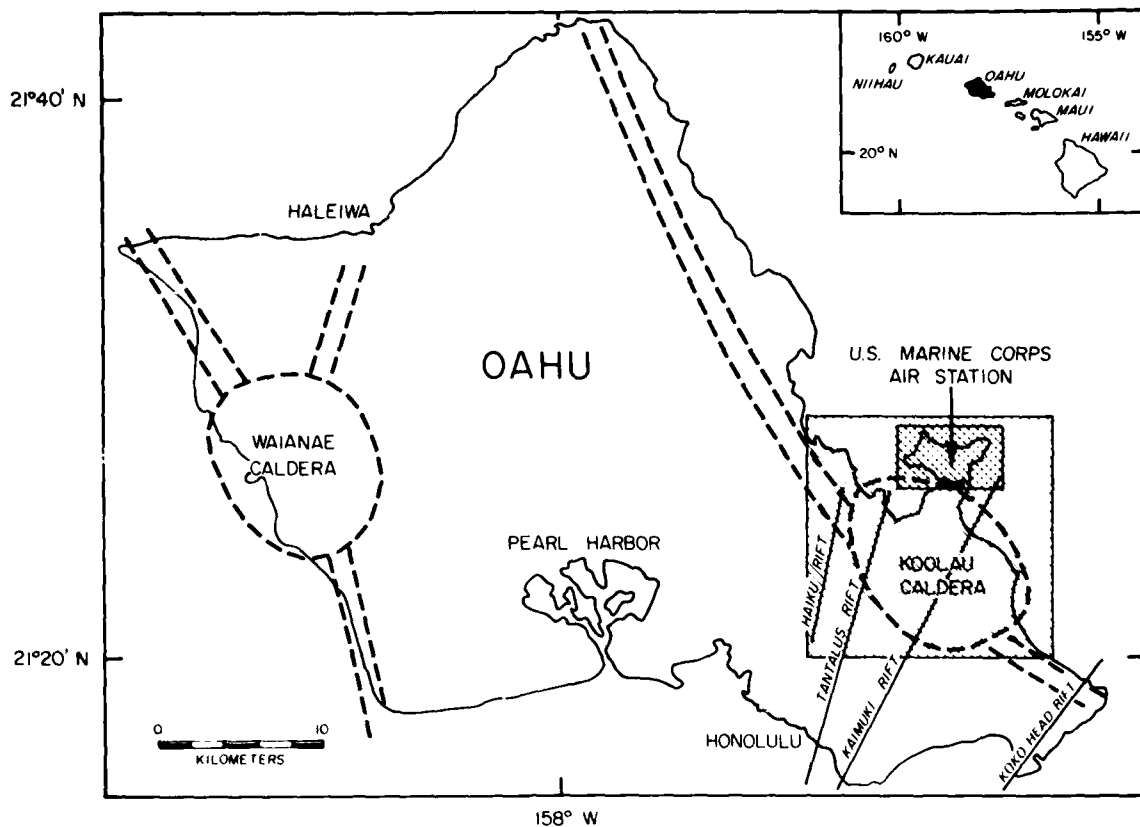 160° W
155° W
KAUAI
NIIHAU
OAHU
MOLOKAI
MAUI
HAWAII
20° N
21°40' N
HALEIWA
OAHU
U.S. MARINE CORPS
AIR STATION
WAIANAE
CALDERA
PEARL HARBOR
KOOLAU
CALDERA
HAIKU RIFT
TANTALUS RIFT
KAIMUKI RIFT
KOKO HEAD RIFT
21°20' N
HONOLULU
0
10
KILOMETERS
158° W